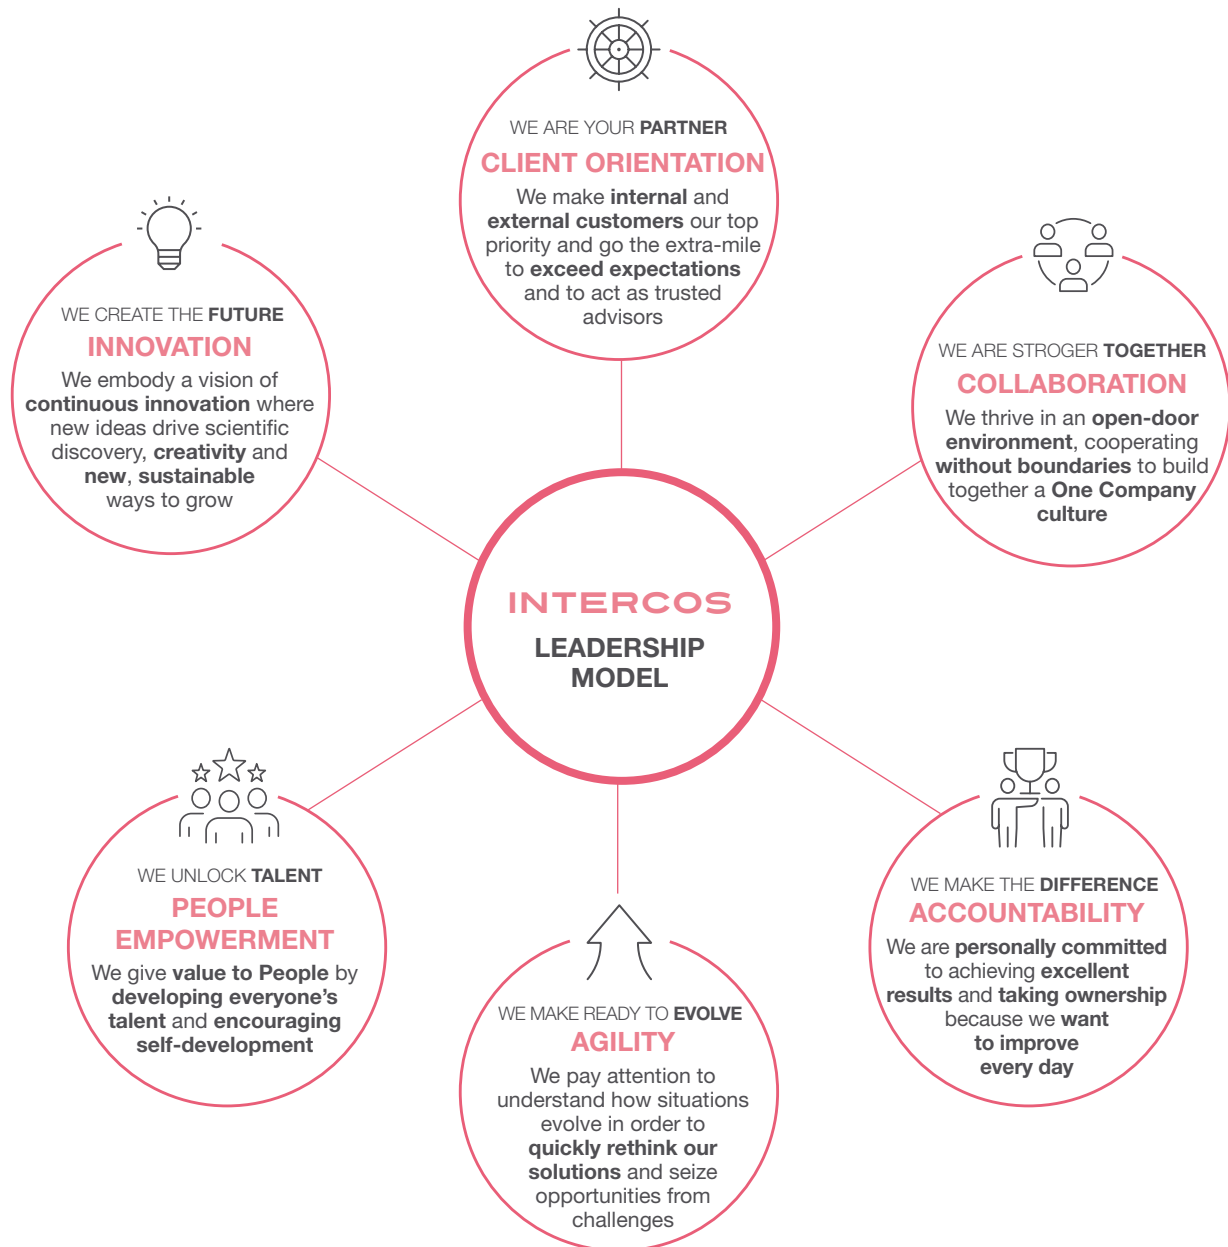 WE ARE YOUR PARTNER
CLIENT ORIENTATION
We make internal and
external customers our top
priority and go the extra-mile
to exceed expectations
and to act as trusted
advisors
WE CREATE THE FUTURE
INNOVATION
We embody a vision of
continuous innovation where
new ideas drive scientific
discovery, creativity and
new, sustainable
ways to grow
WE ARE STROGER TOGETHER
COLLABORATION
We thrive in an open-door
environment, cooperating
without boundaries to build
together a One Company
culture
INTERCOS
LEADERSHIP
MODEL
WE UNLOCK TALENT
PEOPLE
EMPOWERMENT
We give value to People by
developing everyone’s
talent and encouraging
self-development
WE MAKE READY TO EVOLVE
AGILITY
We pay attention to
understand how situations
evolve in order to
quickly rethink our
solutions and seize
opportunities from
challenges
WE MAKE THE DIFFERENCE
ACCOUNTABILITY
We are personally committed
to achieving excellent
results and taking ownership
because we want
to improve
every day